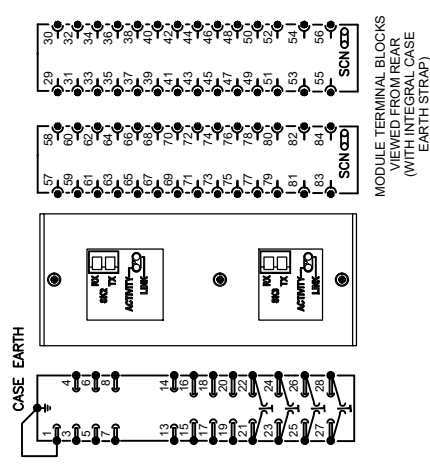 30 32 34 36 38 40 42 44 46 48 50 52 54 56
SCN
29 31 33 35 37 39 41 43 45 47 49 51 53 55
58 60 62 64 66 68 70 72 74 76 78 80 82 84
SCN
57 59 61 63 65 67 69 71 73 75 77 79 81 83
MODULE TERMINAL BLOCKS
VIEWED FROM REAR
(WITH INTEGRAL CASE
EARTH STRAP)
RX
SK2
TX
ACTIVITY
LINK
RX
SK3
TX
ACTIVITY
LINK
CASE EARTH
4 6 8 14 16 18 20 22 24 26 28
1 3 5 7 13 15 17 19 21 23 25 27